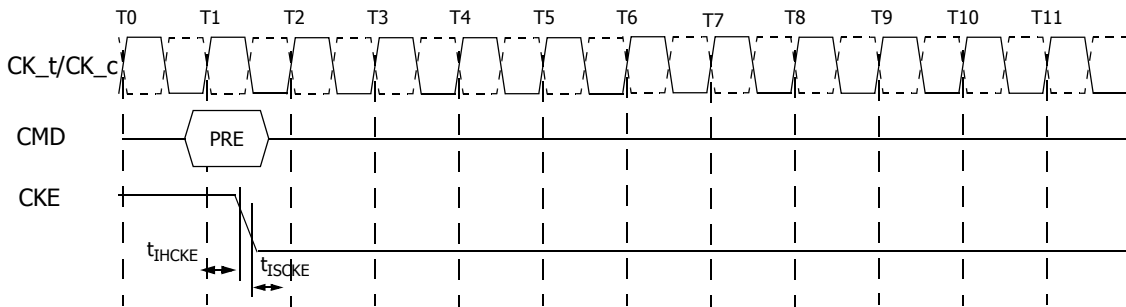 T0 T1 T2 T3 T4 T5 T6 T7 T8 T9 T10 T11
CK_t/CK_c
CMD PRE
CKE
tIHCKE
tISCKE